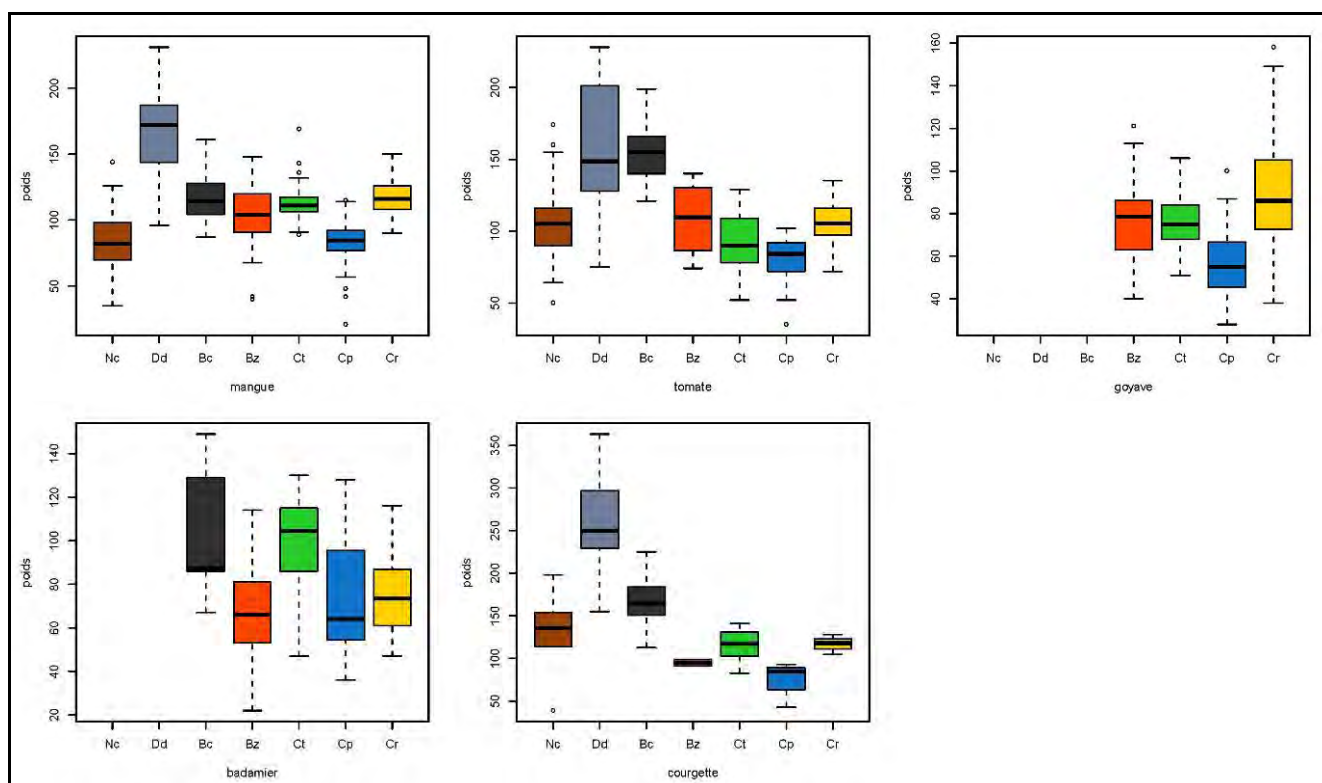 poids
200
150
100
50
Nc Dd Bc Bz Ct Cp Cr
mangue
poids
200
150
100
50
Nc Dd Bc Bz Ct Cp Cr
tomate
poids
160
140
120
100
80
60
40
Nc Dd Bc Bz Ct Cp Cr
goyave
poids
140
120
100
80
60
40
20
Nc Dd Bc Bz Ct Cp Cr
badamier
poids
350
300
250
200
150
100
50
Nc Dd Bc Bz Ct Cp Cr
courgette